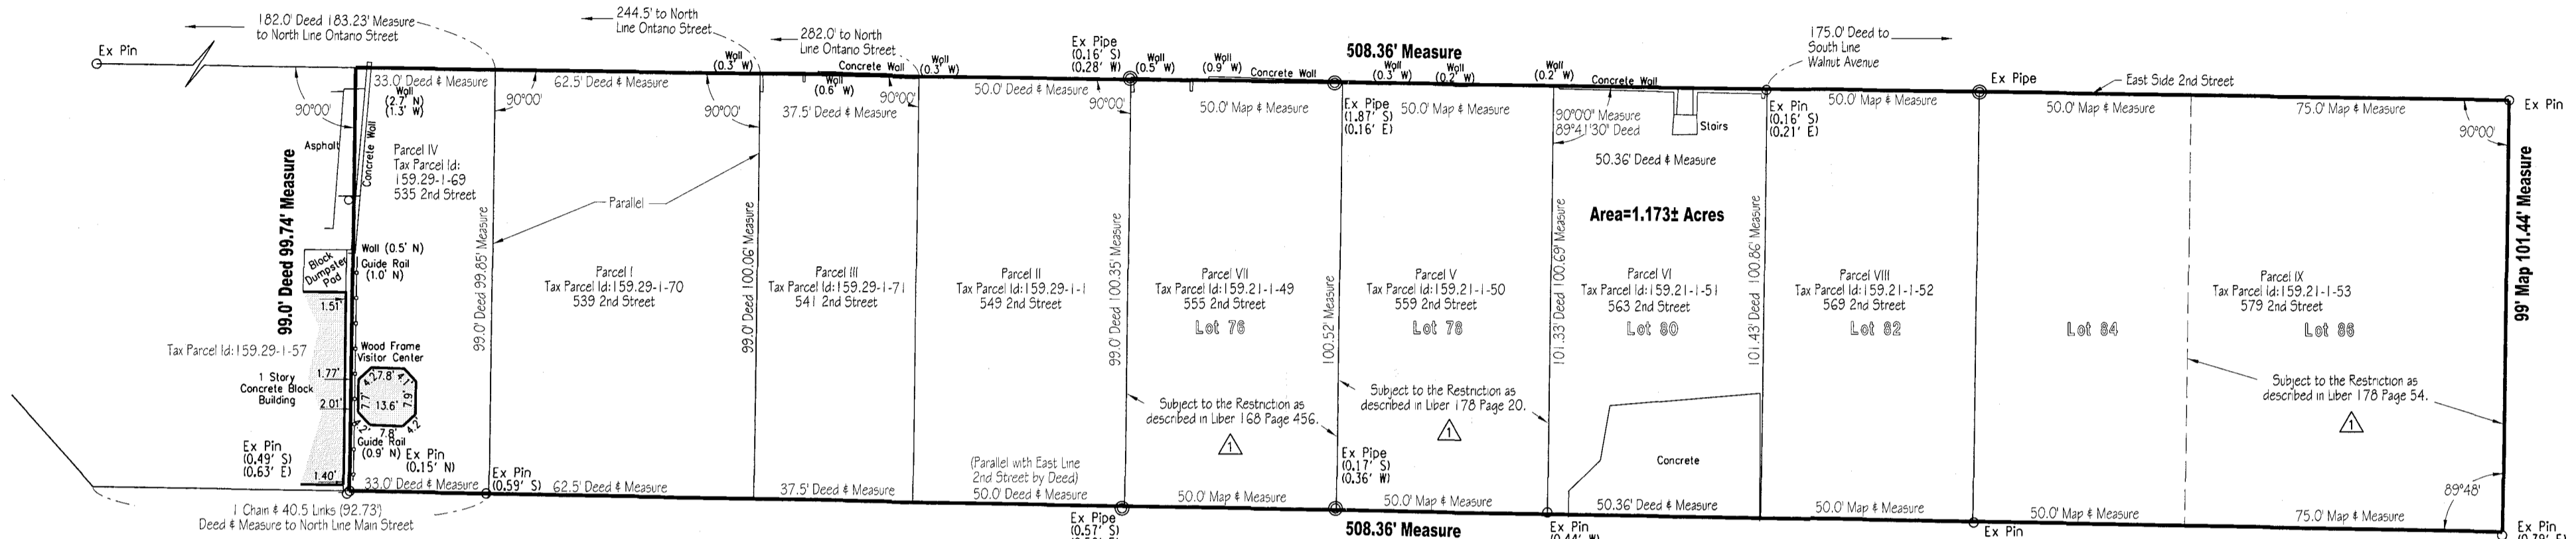 182.0' Deed 183.23' Measure
to North Line Ontario Street
244.5' to North
Line Ontario Street
282.0' to North
Line Ontario Street
Ex Pin
33.0' Deed & Measure
62.5' Deed & Measure
Wall
(0.3' W)
Concrete Wall
Wall
(0.6' W)
Wall
(0.3' W)
37.5' Deed & Measure
50.0' Deed & Measure
Ex Pipe
(0.16' S)
(0.28' W)
Wall
(0.5' W)
Wall
(0.9' W)
Concrete Wall
508.36' Measure
50.0' Map & Measure
Ex Pipe
(1.87' S)
(0.16' E)
Wall
(0.3' W)
Wall
(0.2' W)
50.0' Map & Measure
Wall
(0.2' W)
Concrete Wall
90°00'
90°00'
90°00'
90°00'
90°00'
90°00'00" Measure
89°41'30" Deed
Stairs
50.36' Deed & Measure
175.0' Deed to
South Line
Walnut Avenue
Ex Pin
(0.16' S)
(0.21' E)
50.0' Map & Measure
Ex Pipe
East Side 2nd Street
50.0' Map & Measure
75.0' Map & Measure
Ex Pin
90°00'
Wall
(2.7' N)
(1.3' W)
Asphalt
Concrete Wall
Parcel IV
Tax Parcel Id:
159.29-1-69
535 2nd Street
99.0' Deed 99.74' Measure
Parallel
Area=1.173± Acres
99' Map 101.44' Measure
Wall (0.5' N)
Guide Rail
(1.0' N)
Block
Dumpster
Pad
99.0' Deed 99.85' Measure
99.0' Deed 100.06' Measure
99.0' Deed 100.35' Measure
100.52' Measure
101.33' Deed 100.69' Measure
101.43' Deed 100.86' Measure
Parcel I
Tax Parcel Id:159.29-1-70
539 2nd Street
Parcel III
Tax Parcel Id:159.29-1-71
541 2nd Street
Parcel II
Tax Parcel Id:159.29-1-1
549 2nd Street
Parcel VII
Tax Parcel Id:159.21-1-49
555 2nd Street
Lot 76
Parcel V
Tax Parcel Id:159.21-1-50
559 2nd Street
Lot 78
Parcel VI
Tax Parcel Id:159.21-1-51
563 2nd Street
Lot 80
Parcel VIII
Tax Parcel Id:159.21-1-52
569 2nd Street
Lot 82
Lot 84
Parcel IX
Tax Parcel Id:159.21-1-53
579 2nd Street
Lot 86
1.51'
Tax Parcel Id:159.29-1-57
Wood Frame
Visitor Center
1.77'
1 Story
Concrete Block
Building
2.01'
4.2'
7.8'
4.1'
7.7'
13.6'
7.9'
4.2'
7.8'
4.2'
Guide Rail
(0.9' N)
Ex Pin
(0.15' N)
Ex Pin
(0.49' S)
(0.63' E)
1.40'
Subject to the Restriction as
described in Liber 168 Page 456.
1
Subject to the Restriction as
described in Liber 178 Page 20.
1
Subject to the Restriction as
described in Liber 178 Page 54.
1
Concrete
33.0' Deed & Measure
Ex Pin
(0.59' S)
62.5' Deed & Measure
37.5' Deed & Measure
(Parallel with East Line
2nd Street by Deed)
50.0' Deed & Measure
50.0' Map & Measure
Ex Pipe
(0.17' S)
(0.36' W)
50.0' Map & Measure
50.36' Deed & Measure
50.0' Map & Measure
50.0' Map & Measure
75.0' Map & Measure
89°48'
1 Chain & 40.5 Links (92.73')
Deed & Measure to North Line Main Street
Ex Pipe
(0.57' S)
508.36' Measure
Ex Pin
(0.44' W)
Ex Pin
Ex Pin